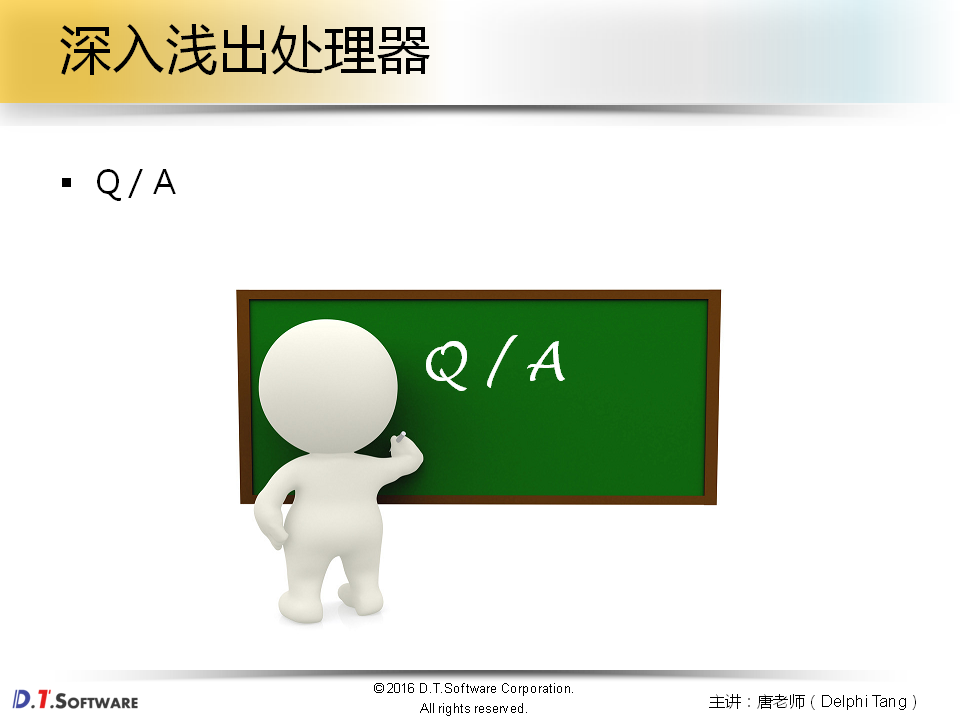 深入浅出处理器
▪ Q / A
Q / A
D.T.SOFTWARE
©2016 D.T.Software Corporation.
All rights reserved.
主讲：唐老师（Delphi Tang）